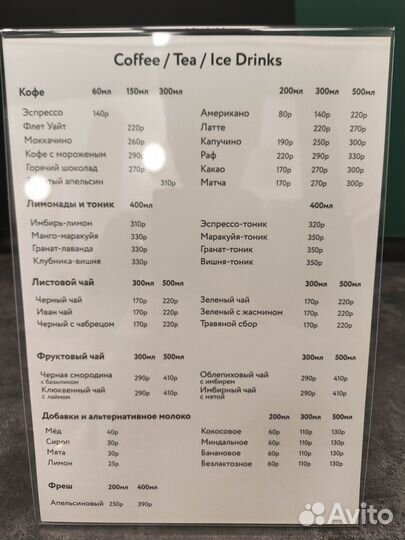 Coffee / Tea / Ice Drinks
Кофе 60мл 150мл 300мл 200мл 300мл 500мл
Эспрессо 140р Американо 80р 140р 220р
Флет Уайт 220р Латте 220р 270р
Моккачино 260р Капучино 190р 250р 300р
Кофе с мороженым 290р Раф 220р 290р 330р
Горячий шоколад 270р Какао 170р 270р 300р
тый апельсин 310р Матча 170р 270р 300р
Лимонады и тоник 400мл 400мл
Имбирь-лимон 310р Эспрессо-тоник 320р
Манго-маракуйя 330р Маракуйя-тоник 350р
Гранат-лаванда 330р Гранат-тоник 350р
Клубника-вишня 330р Вишня-тоник 350р
Листовой чай 300мл 500мл 300мл 500мл
Черный чай 170р 220р Зеленый чай 170р 220р
Иван чай 170р 220р Зеленый с жасмином 170р 220р
Черный с чабрецом 170р 220р Травяной сбор 170р 220р
Фруктовый чай 300мл 500мл 300мл 500мл
Черная смородина 290р 410р Облепиховый чай 290р 410р
с базиликом с имбирем
Клюквенный чай 290р 410р Имбирный чай 290р 410р
с лаймом с мятой
Добавки и альтернативное молоко 200мл 300мл 500мл
Мёд 40р Кокосовое 60р 110р 130р
Сироп 30р Миндальное 60р 110р 130р
Мята 30р Банановое 60р 110р 130р
Лимон 25р Безлактозное 60р 110р 130р
Фреш 200мл 400мл
Апельсиновый 250р 390р
Avito